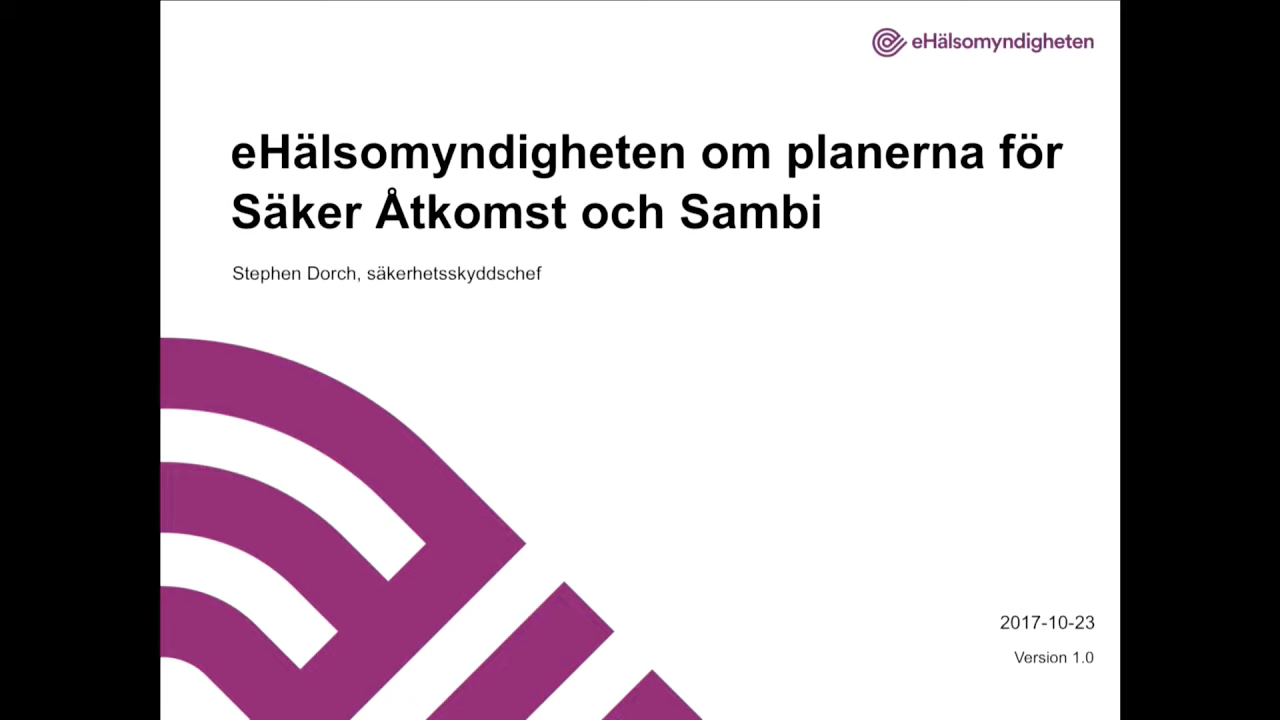 eHälsomyndigheten
eHälsomyndigheten om planerna för
Säker Åtkomst och Sambi
Stephen Dorch, säkerhetsskyddschef
2017-10-23
Version 1.0